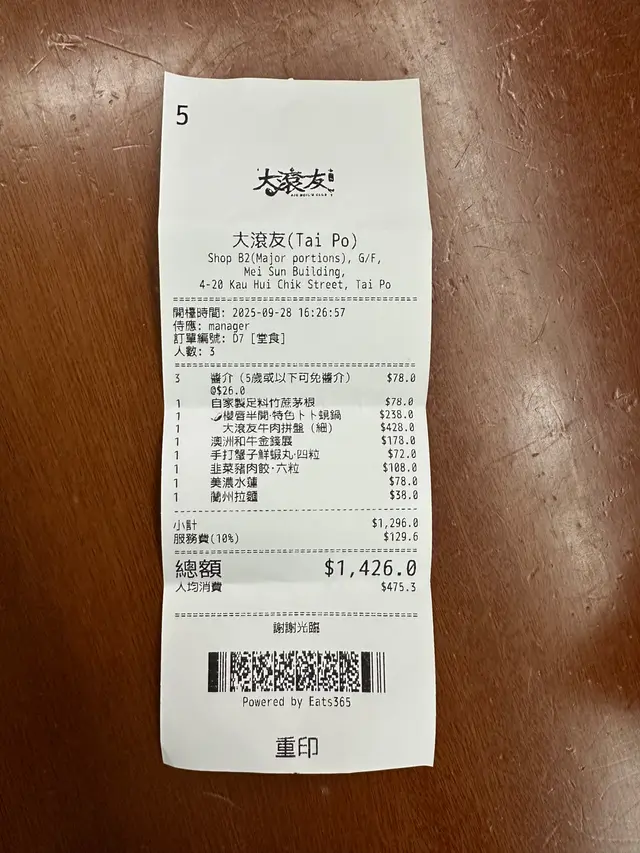 5
大滾友
大滾友(Tai Po)
Shop B2(Major portions), G/F,
Mei Sun Building,
4-20 Kau Hui Chik Street, Tai Po
開檯時間: 2025-09-28 16:26:57
侍應: manager
訂單編號: D7 [堂食]
人數: 3
3 醬介 (5歲或以下可免醬介) $78.0
@$26.0
1 自家製足料竹蔗茅根 $78.0
1 櫻唇半開·特色卜卜蜆鍋 $238.0
1 大滾友牛肉拼盤 (細) $428.0
1 澳洲和牛金錢展 $178.0
1 手打蟹子鮮蝦丸·四粒 $72.0
1 韭菜豬肉餃·六粒 $108.0
1 美濃水蓮 $78.0
1 蘭州拉麵 $38.0
小計 $1,296.0
服務費(10%) $129.6
總額 $1,426.0
人均消費 $475.3
謝謝光臨
Powered by Eats365
重印